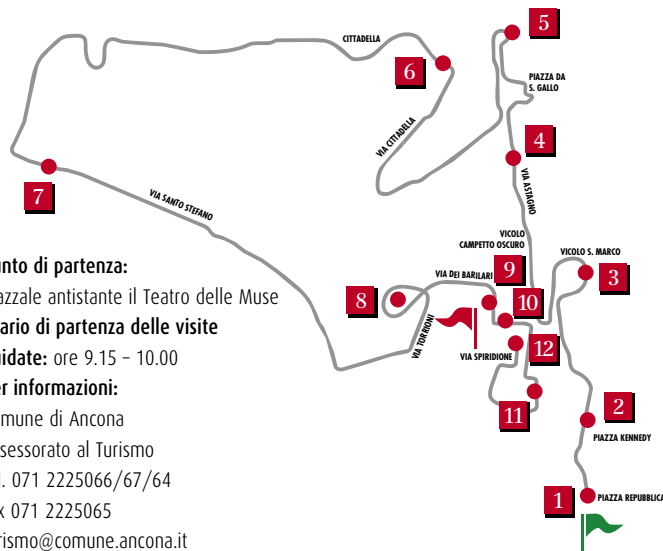 CITTADELLA
5
6
PIAZZA DA
S. GALLO
VIA CITTADELLA
4
7
VIA ASTAGNO
VIA SANTO STEFANO
VICOLO
CAMPETTO OSCURO
VICOLO S. MARCO
VIA DEI BARILARI
9
3
8
10
VIA TORRIONI
VIA SPIRIDIONE
12
11
2
PIAZZA KENNEDY
1
PIAZZA REPUBBLICA
unto di partenza:
azzale antistante il Teatro delle Muse
ario di partenza delle visite
uidate: ore 9.15 – 10.00
er informazioni:
omune di Ancona
sessorato al Turismo
l. 071 2225066/67/64
x 071 2225065
rismo@comune.ancona.it